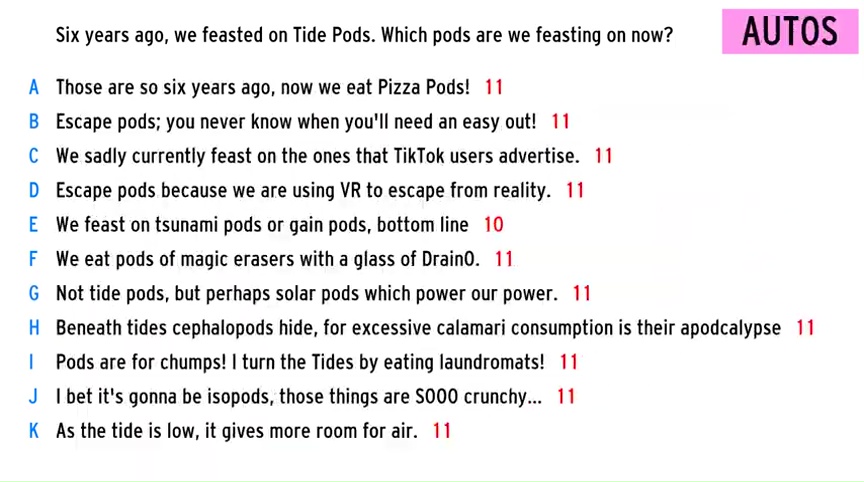 Six years ago, we feasted on Tide Pods. Which pods are we feasting on now?
AUTOS
A Those are so six years ago, now we eat Pizza Pods! 11
B Escape pods; you never know when you'll need an easy out! 11
C We sadly currently feast on the ones that TikTok users advertise. 11
D Escape pods because we are using VR to escape from reality. 11
E We feast on tsunami pods or gain pods, bottom line 10
F We eat pods of magic erasers with a glass of DrainO. 11
G Not tide pods, but perhaps solar pods which power our power. 11
H Beneath tides cephalopods hide, for excessive calamari consumption is their apodcalypse 11
I Pods are for chumps! I turn the Tides by eating laundromats! 11
J I bet it's gonna be isopods, those things are SOOO crunchy... 11
K As the tide is low, it gives more room for air. 11